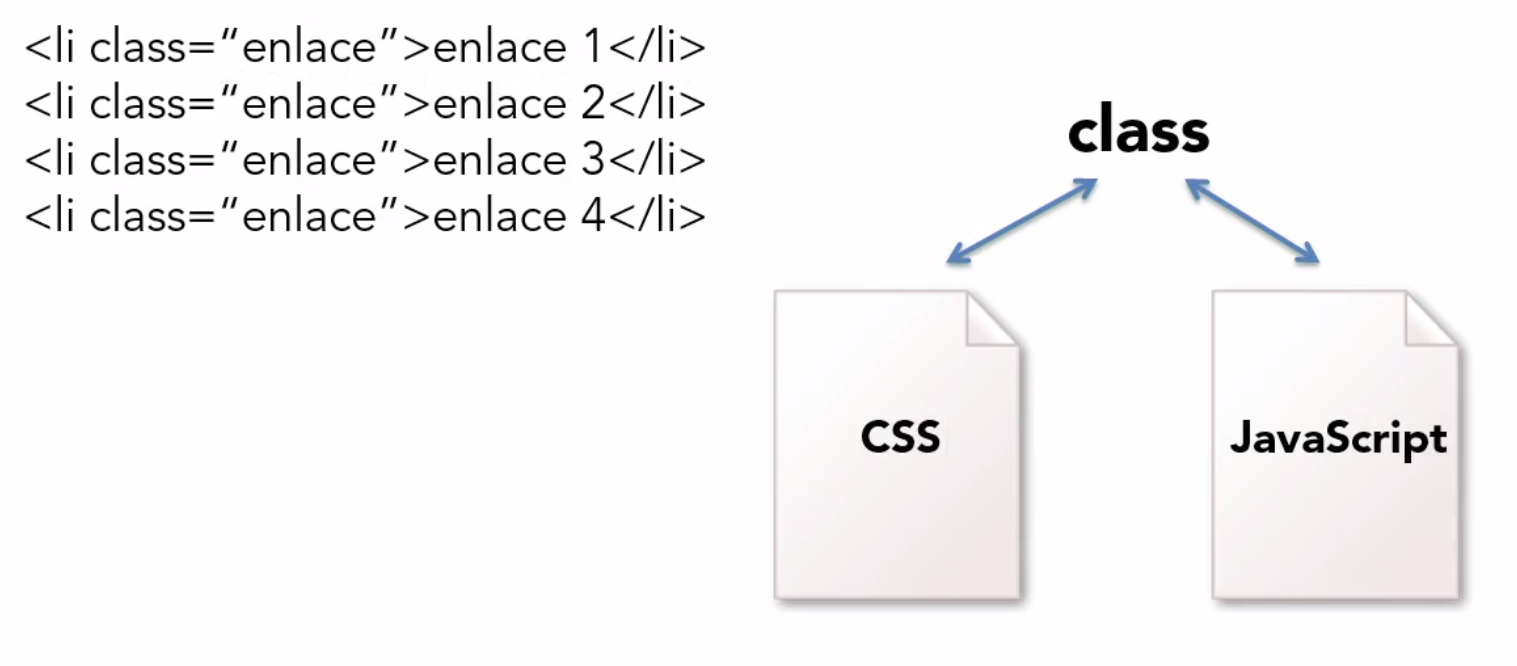 <li class=“enlace”>enlace 1</li>
<li class=“enlace”>enlace 2</li>
<li class=“enlace”>enlace 3</li>
<li class=“enlace”>enlace 4</li>
class
CSS
JavaScript